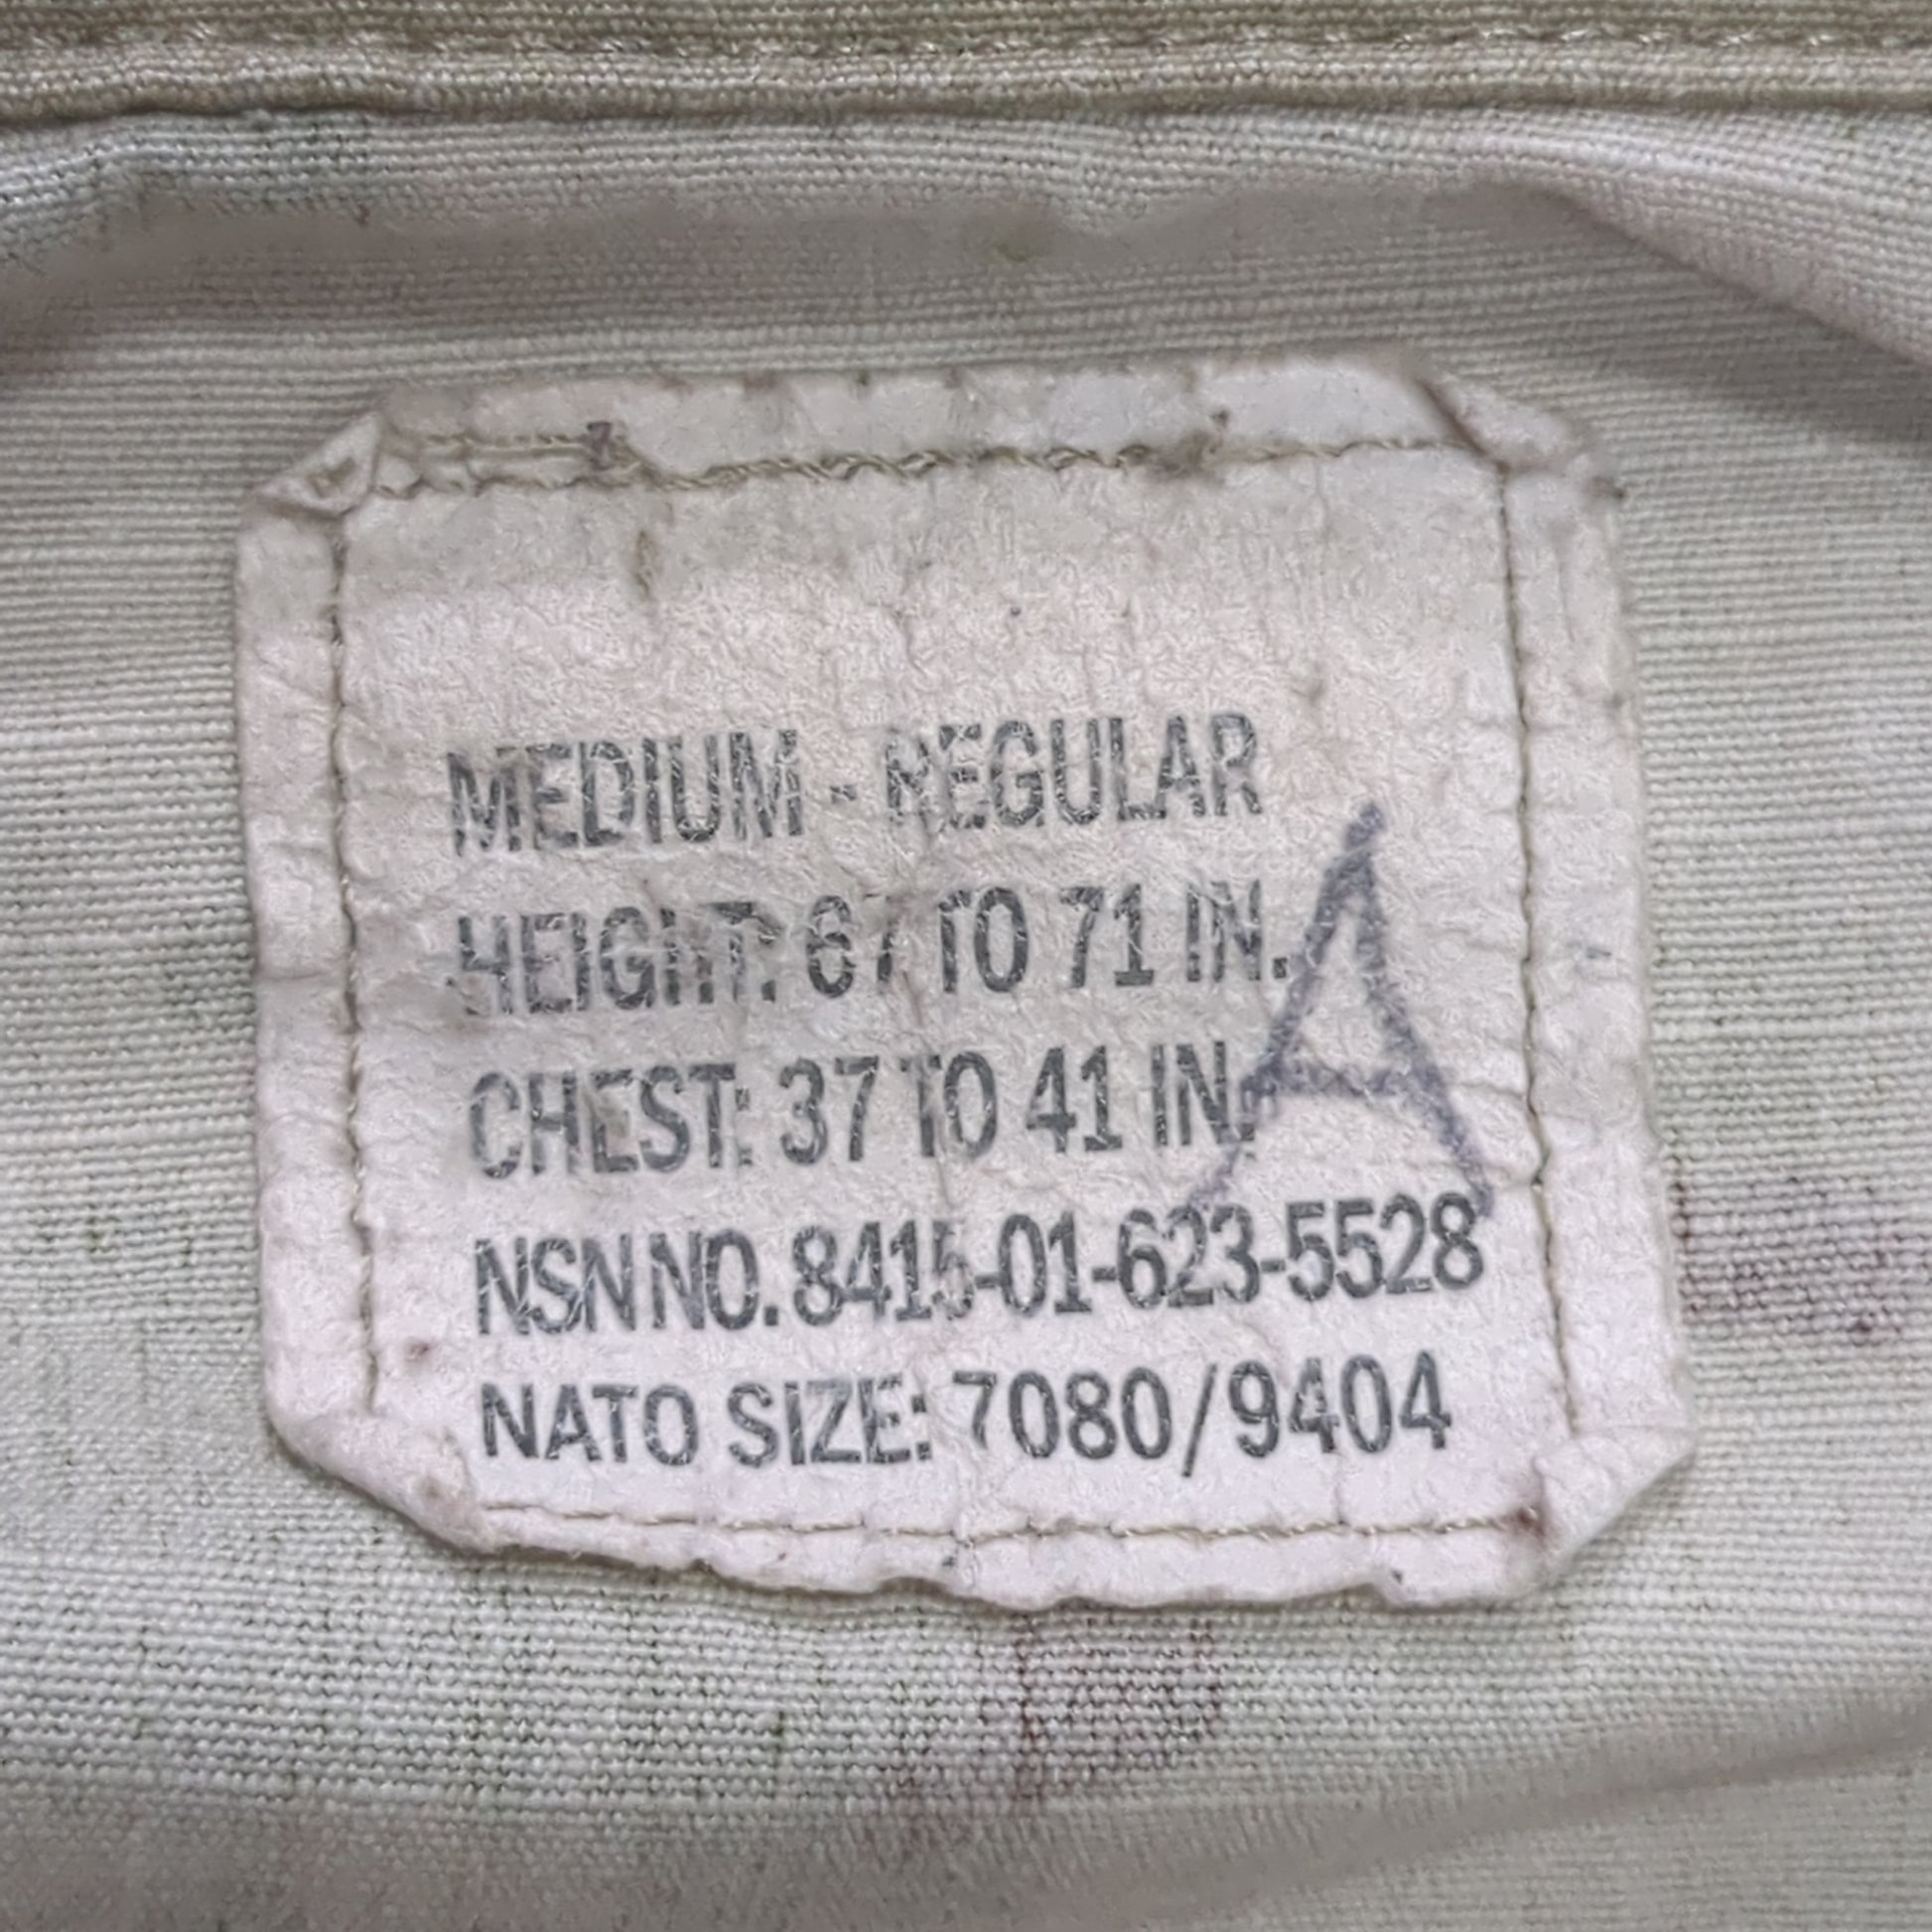 MEDIUM - REGULAR
HEIGHT: 67 TO 71 IN.
CHEST: 37 TO 41 IN.
A
NSN NO. 8415-01-623-5528
NATO SIZE: 7080/9404